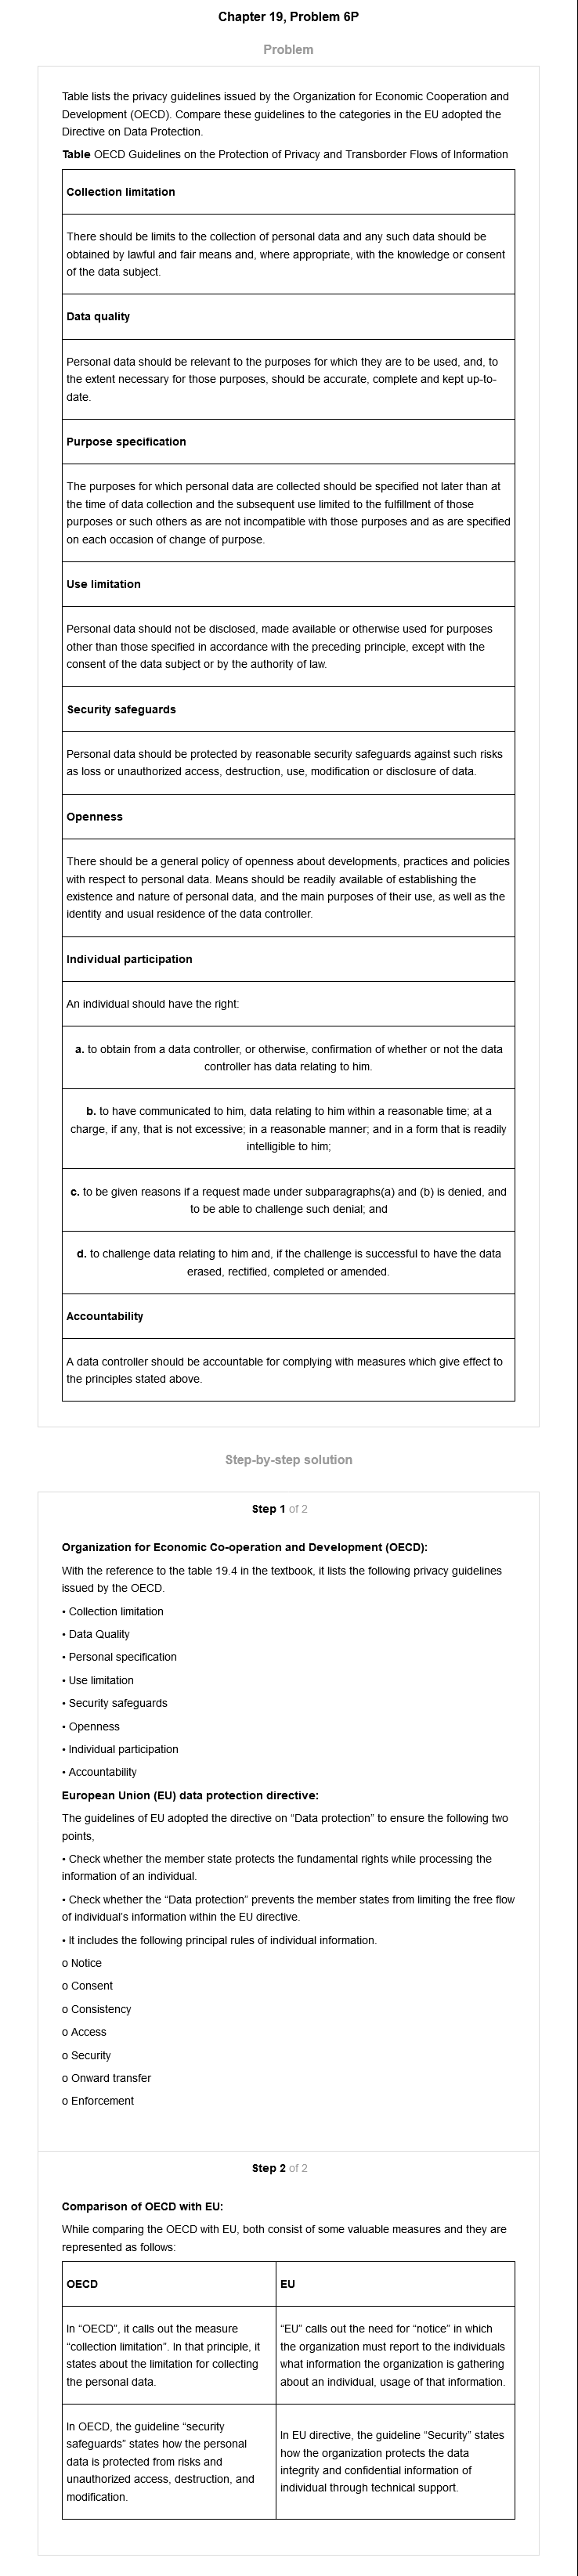 Chapter 19, Problem 6P
Problem
Table lists the privacy guidelines issued by the Organization for Economic Cooperation and
Development (OECD). Compare these guidelines to the categories in the EU adopted the
Directive on Data Protection.
Table OECD Guidelines on the Protection of Privacy and Transborder Flows of Information
Collection limitation
There should be limits to the collection of personal data and any such data should be
obtained by lawful and fair means and, where appropriate, with the knowledge or consent
of the data subject.
Data quality
Personal data should be relevant to the purposes for which they are to be used, and, to
the extent necessary for those purposes, should be accurate, complete and kept up-to-
date.
Purpose specification
The purposes for which personal data are collected should be specified not later than at
the time of data collection and the subsequent use limited to the fulfillment of those
purposes or such others as are not incompatible with those purposes and as are specified
on each occasion of change of purpose.
Use limitation
Personal data should not be disclosed, made available or otherwise used for purposes
other than those specified in accordance with the preceding principle, except with the
consent of the data subject or by the authority of law.
Security safeguards
Personal data should be protected by reasonable security safeguards against such risks
as loss or unauthorized access, destruction, use, modification or disclosure of data.
Openness
There should be a general policy of openness about developments, practices and policies
with respect to personal data. Means should be readily available of establishing the
existence and nature of personal data, and the main purposes of their use, as well as the
identity and usual residence of the data controller.
Individual participation
An individual should have the right:
a. to obtain from a data controller, or otherwise, confirmation of whether or not the data
controller has data relating to him.
b. to have communicated to him, data relating to him within a reasonable time; at a
charge, if any, that is not excessive; in a reasonable manner; and in a form that is readily
intelligible to him;
c. to be given reasons if a request made under subparagraphs(a) and (b) is denied, and
to be able to challenge such denial; and
d. to challenge data relating to him and, if the challenge is successful to have the data
erased, rectified, completed or amended.
Accountability
A data controller should be accountable for complying with measures which give effect to
the principles stated above.
Step-by-step solution
Step 1 of 2
Organization for Economic Co-operation and Development (OECD):
With the reference to the table 19.4 in the textbook, it lists the following privacy guidelines
issued by the OECD.
• Collection limitation
• Data Quality
• Personal specification
• Use limitation
• Security safeguards
• Openness
• Individual participation
• Accountability
European Union (EU) data protection directive:
The guidelines of EU adopted the directive on “Data protection” to ensure the following two
points,
• Check whether the member state protects the fundamental rights while processing the
information of an individual.
• Check whether the “Data protection” prevents the member states from limiting the free flow
of individual’s information within the EU directive.
• It includes the following principal rules of individual information.
o Notice
o Consent
o Consistency
o Access
o Security
o Onward transfer
o Enforcement
Step 2 of 2
Comparison of OECD with EU:
While comparing the OECD with EU, both consist of some valuable measures and they are
represented as follows:
OECD
EU
In “OECD”, it calls out the measure
“collection limitation”. In that principle, it
states about the limitation for collecting
the personal data.
“EU” calls out the need for “notice” in which
the organization must report to the individuals
what information the organization is gathering
about an individual, usage of that information.
In OECD, the guideline “security
safeguards” states how the personal
data is protected from risks and
unauthorized access, destruction, and
modification.
In EU directive, the guideline “Security” states
how the organization protects the data
integrity and confidential information of
individual through technical support.